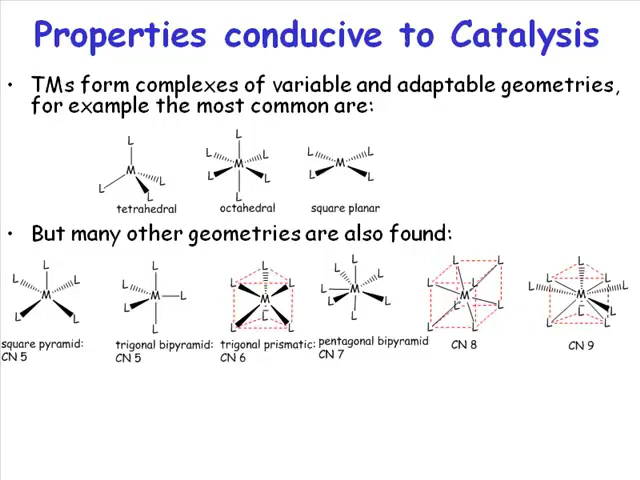 Properties conducive to Catalysis
• TMs form complexes of variable and adaptable geometries,
for example the most common are:
L M L L L
L L L M L L L
L L M L L
tetrahedral octahedral square planar
• But many other geometries are also found:
L L L M L L
L L L M L L
L L L M L L L
L L L L M L L L
L L L L M L L L L
L L L L M L L L L L
square pyramid: CN 5
trigonal bipyramid: CN 5
trigonal prismatic: CN 6
pentagonal bipyramid CN 7
CN 8
CN 9